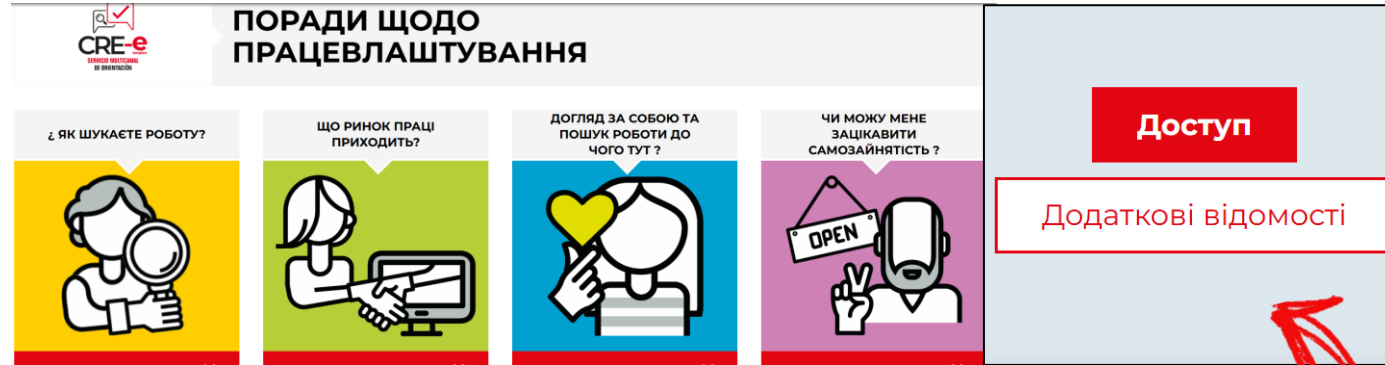 ПОРАДИ ЩОДО
ПРАЦЕВЛАШТУВАННЯ
CRE-e
SERVICIO MULTICANAL
DE ORIENTACIÓN
¿ ЯК ШУКАЄТЕ РОБОТУ?
ЩО РИНОК ПРАЦІ
ПРИХОДИТЬ?
ДОГЛЯД ЗА СОБОЮ ТА
ПОШУК РОБОТИ ДО
ЧОГО ТУТ ?
ЧИ МОЖУ МЕНЕ
ЗАЦІКАВИТИ
САМОЗАЙНЯТІСТЬ ?
OPEN
Доступ
Додаткові відомості